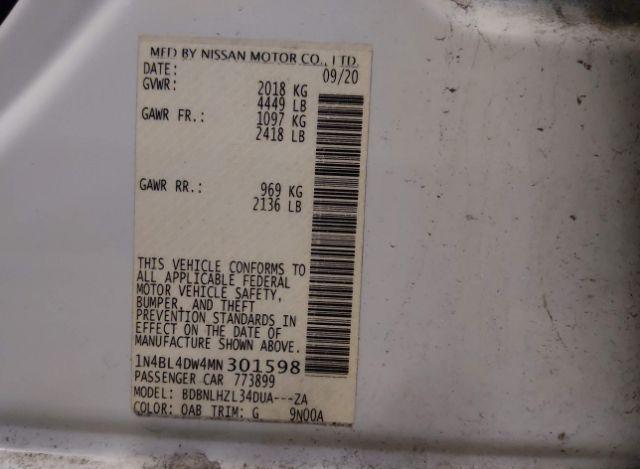 MFD BY NISSAN MOTOR CO., LTD.
DATE: 09/20
GVWR: 2018 KG
4449 LB
GAWR FR.: 1097 KG
2418 LB
GAWR RR.: 969 KG
2136 LB
THIS VEHICLE CONFORMS TO
ALL APPLICABLE FEDERAL
MOTOR VEHICLE SAFETY,
BUMPER, AND THEFT
PREVENTION STANDARDS IN
EFFECT ON THE DATE OF
MANUFACTURE SHOWN ABOVE.
1N4BL4DW4MN301598
PASSENGER CAR 773899
MODEL: BDBNLHZL34DUA---ZA
COLOR: QAB TRIM: G 9N00A